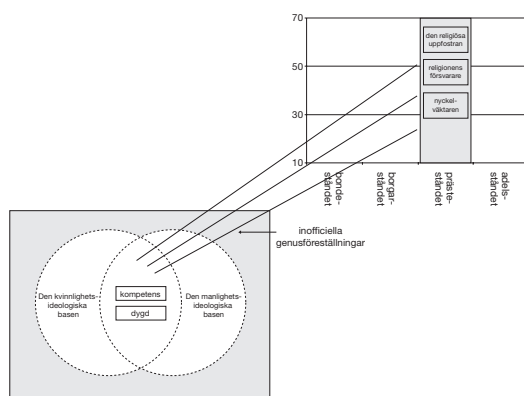 70
50
30
10
den religiösa
uppfostran
religionens
försvarare
nyckel-
väktaren
bonde-
ståndet
borgar-
ståndet
präste-
ståndet
adels-
ståndet
inofficiella
genusföreställningar
Den kvinnlighets-
ideologiska
basen
kompetens
dygd
Den manlighets-
ideologiska
basen